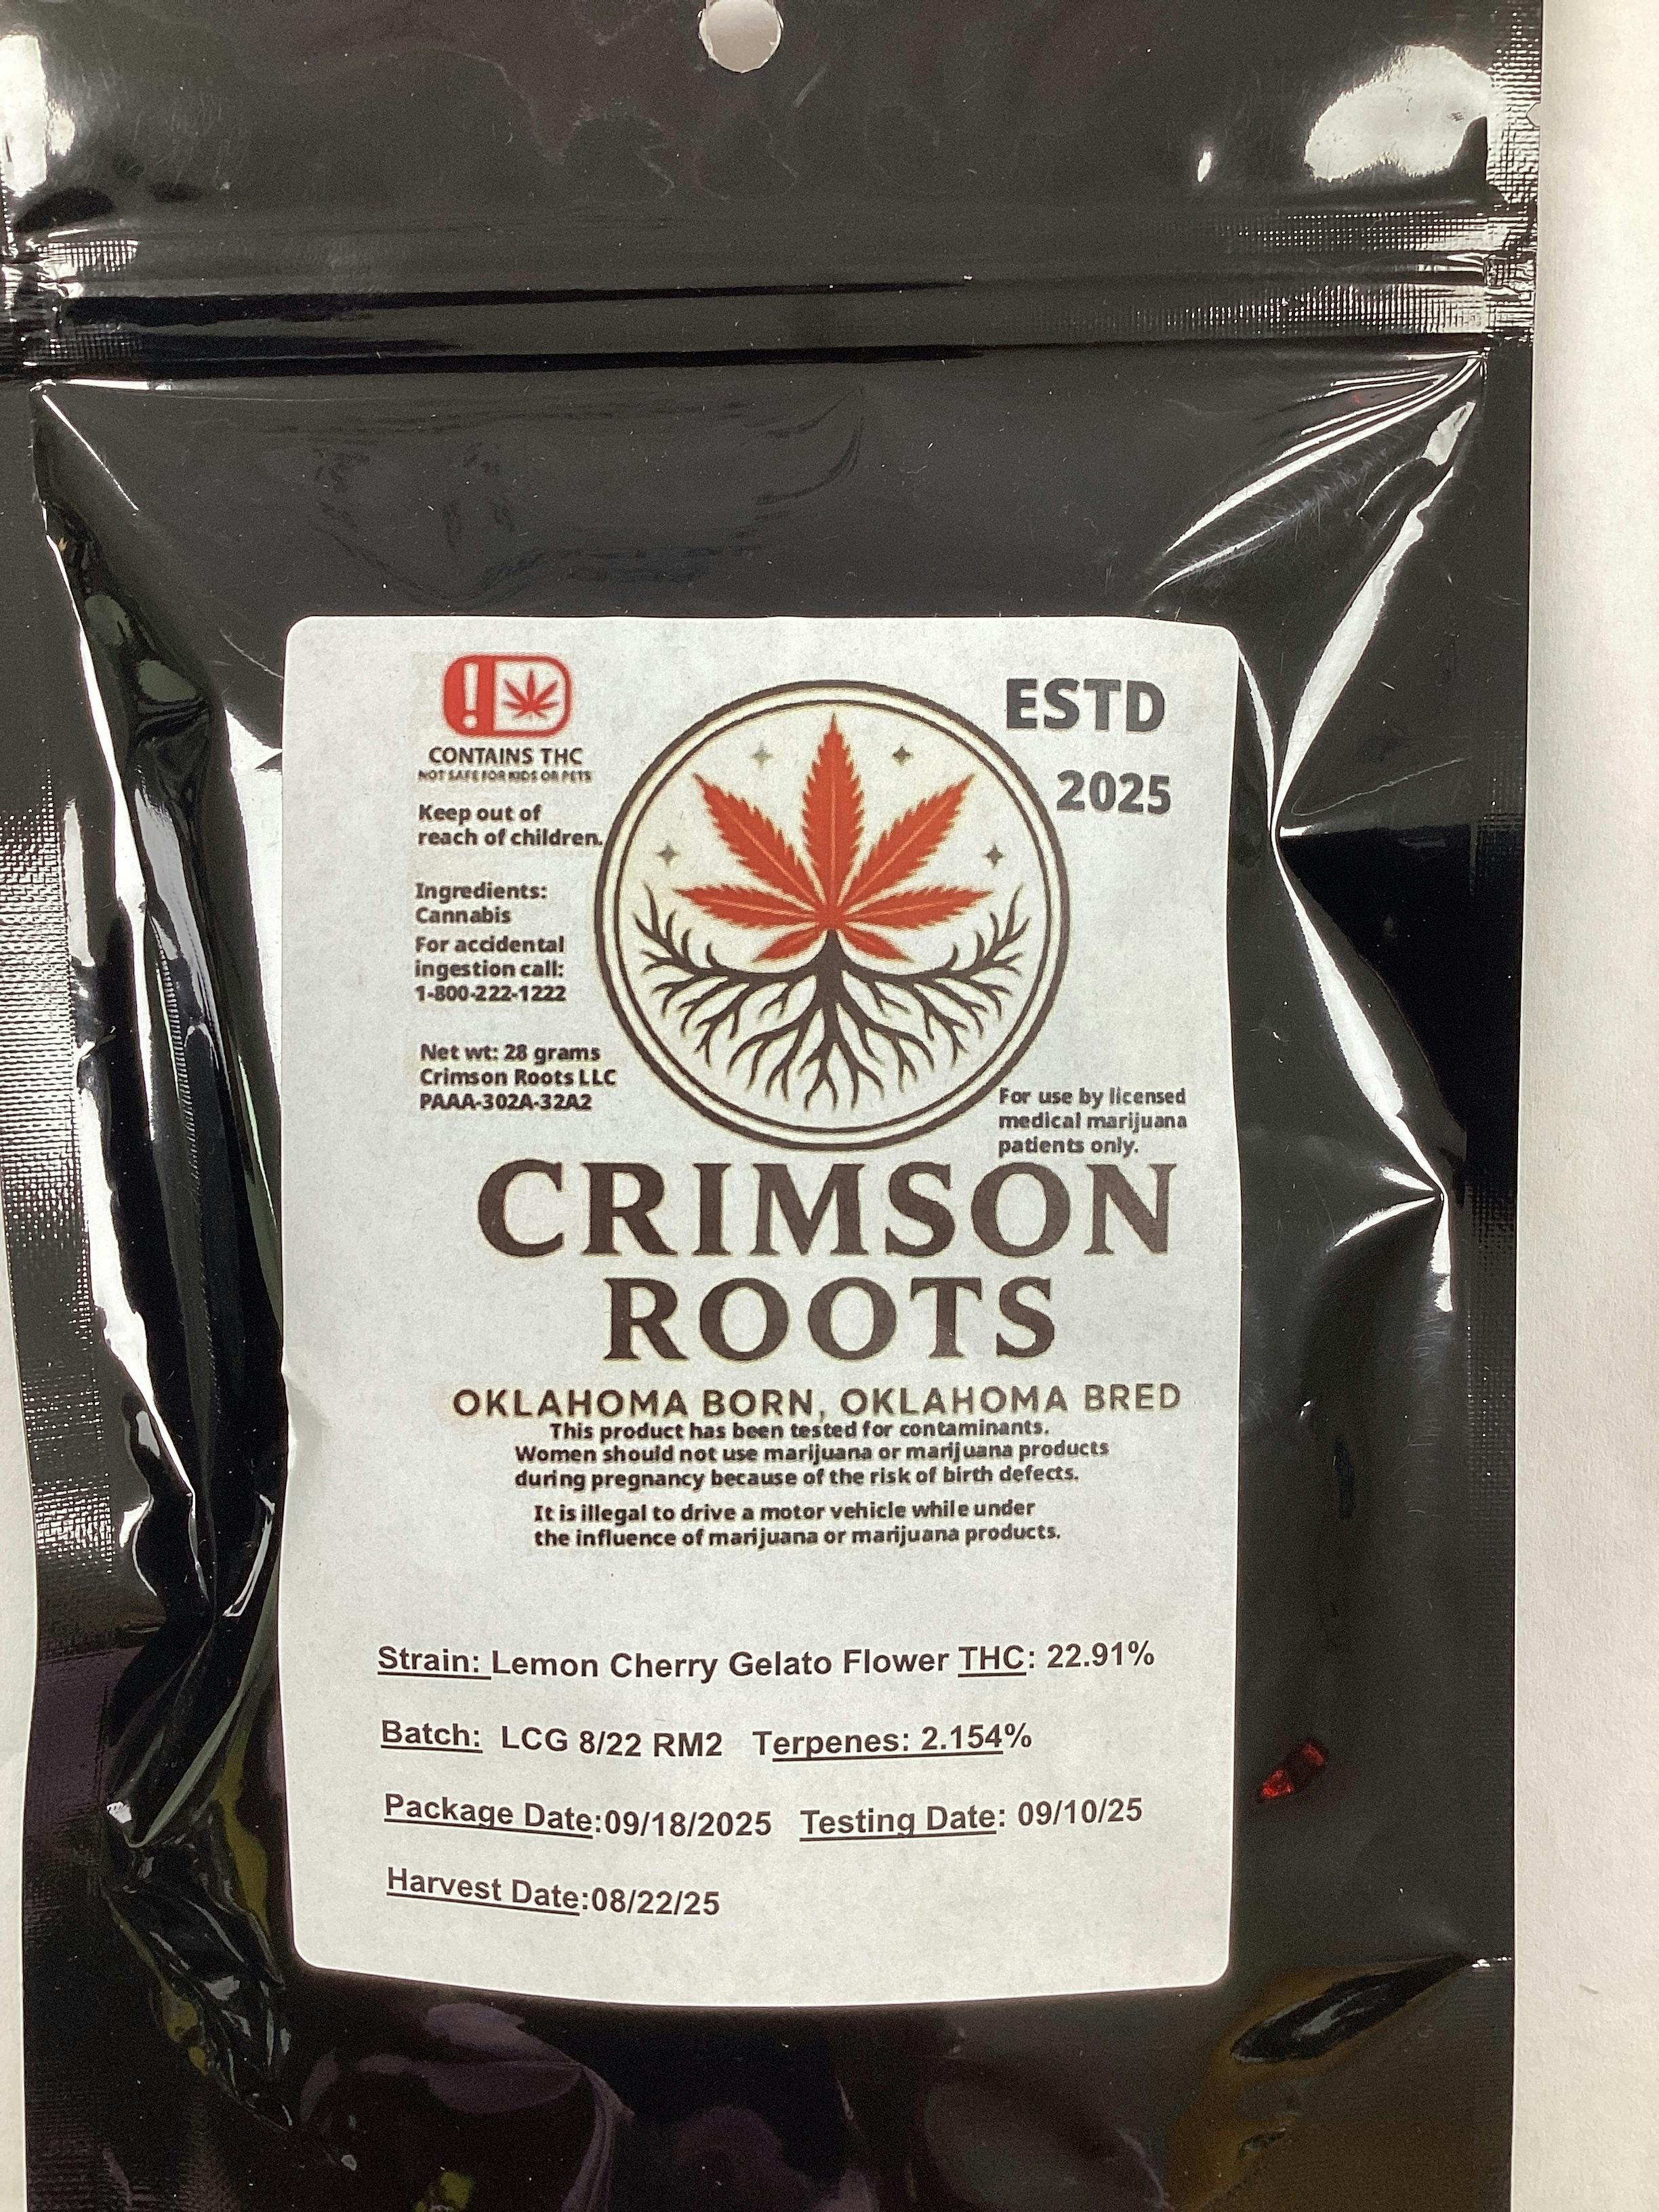 CONTAINS THC
NOT SAFE FOR KIDS OR PETS
Keep out of
reach of children.
Ingredients:
Cannabis
For accidental
ingestion call:
1-800-222-1222
Net wt: 28 grams
Crimson Roots LLC
PAAA-302A-32A2
ESTD
2025
For use by licensed
medical marijuana
patients only.
CRIMSON
ROOTS
OKLAHOMA BORN, OKLAHOMA BRED
This product has been tested for contaminants.
Women should not use marijuana or marijuana products
during pregnancy because of the risk of birth defects.
It is illegal to drive a motor vehicle while under
the influence of marijuana or marijuana products.
Strain: Lemon Cherry Gelato Flower THC: 22.91%
Batch: LCG 8/22 RM2 Terpenes: 2.154%
Package Date:09/18/2025 Testing Date: 09/10/25
Harvest Date:08/22/25